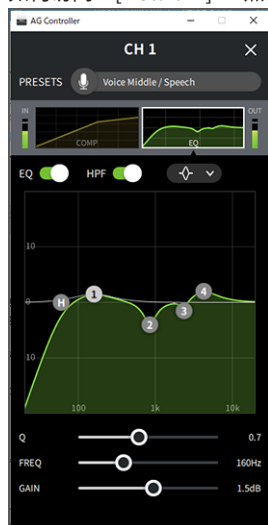 AG Controller
CH 1
PRESETS Voice Middle / Speech
IN OUT
COMP EQ
EQ HPF
10
0
10
H 1 2 3 4
100 1k 10k
Q 0.7
FREQ 160Hz
GAIN 1.5dB